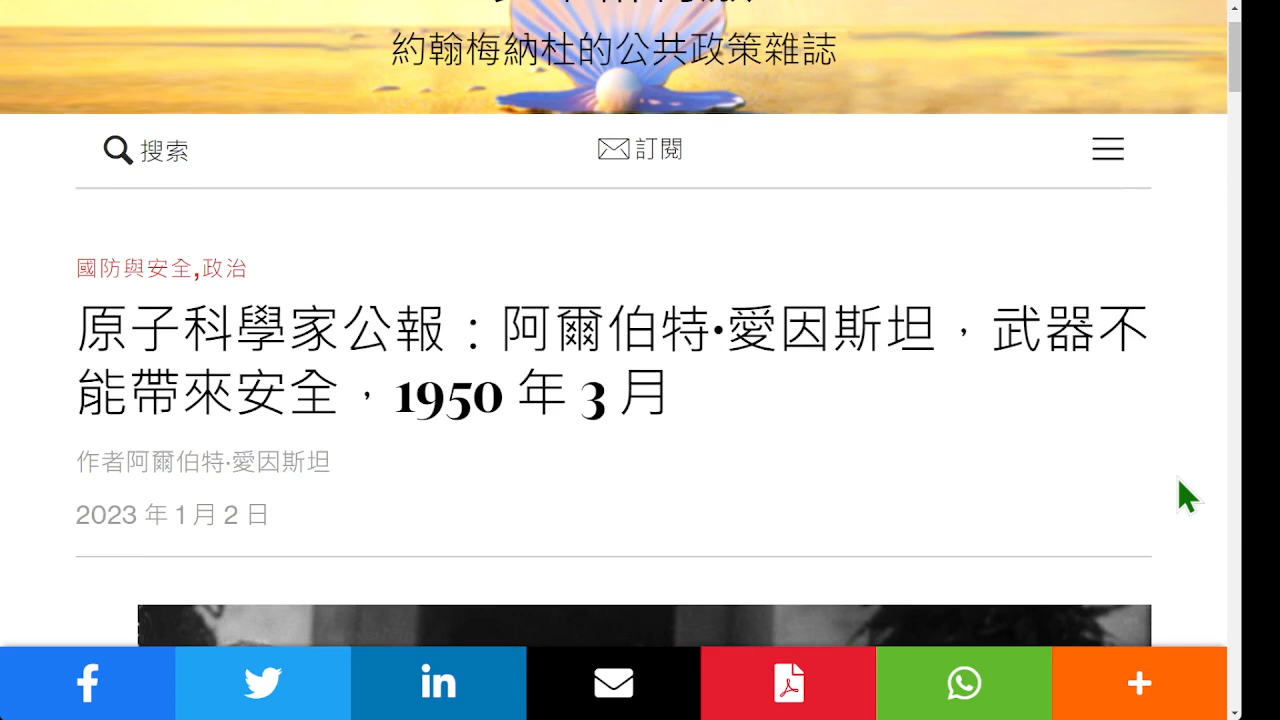 約翰梅納杜的公共政策雜誌
搜索
訂閱
國防與安全,政治
原子科學家公報：阿爾伯特·愛因斯坦，武器不
能帶來安全，1950 年 3 月
作者阿爾伯特·愛因斯坦
2023 年 1 月 2 日